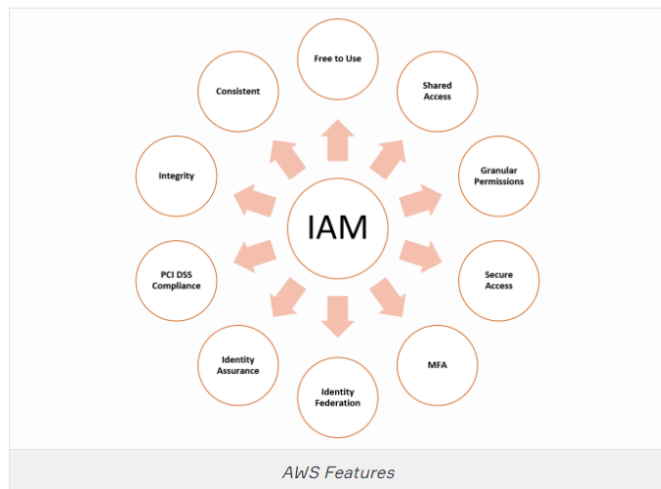 Free to Use
Shared
Access
Granular
Permissions
Secure
Access
MFA
Identity
Federation
Identity
Assurance
PCI DSS
Compliance
Integrity
Consistent
IAM
AWS Features